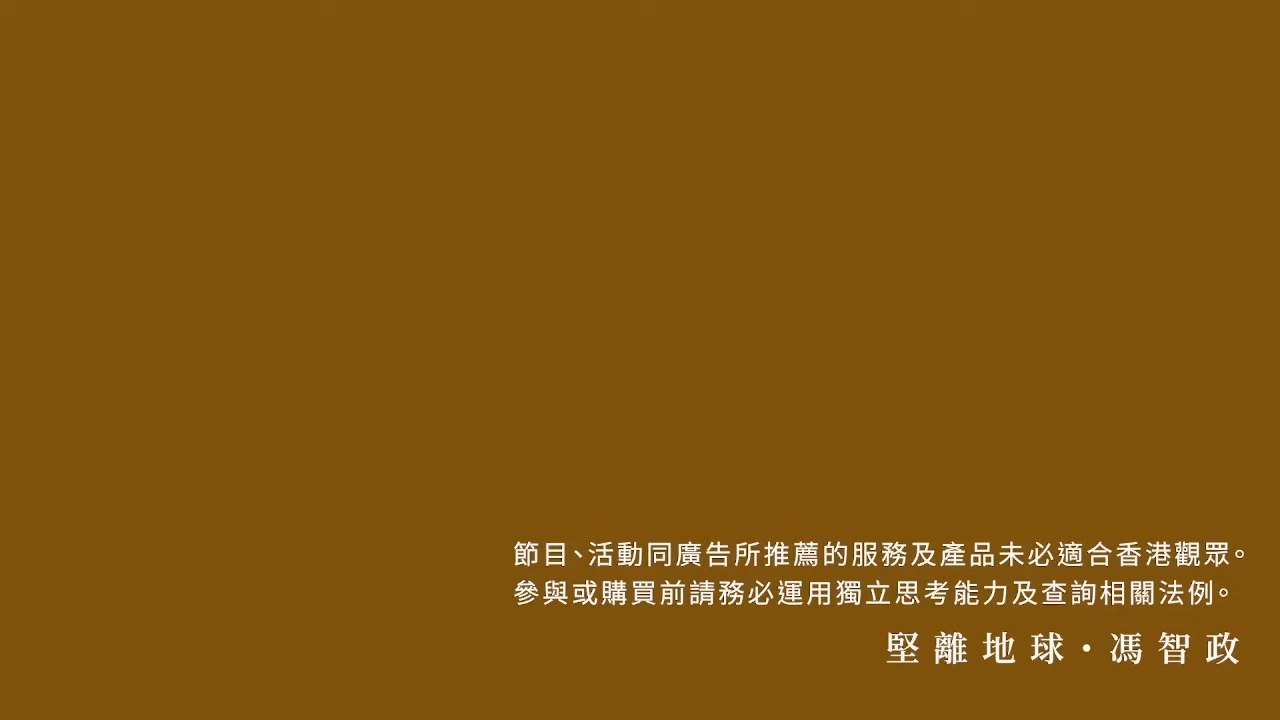 節目、活動同廣告所推薦的服務及產品未必適合香港觀眾。
參與或購買前請務必運用獨立思考能力及查詢相關法例。
堅離地球・馮智政